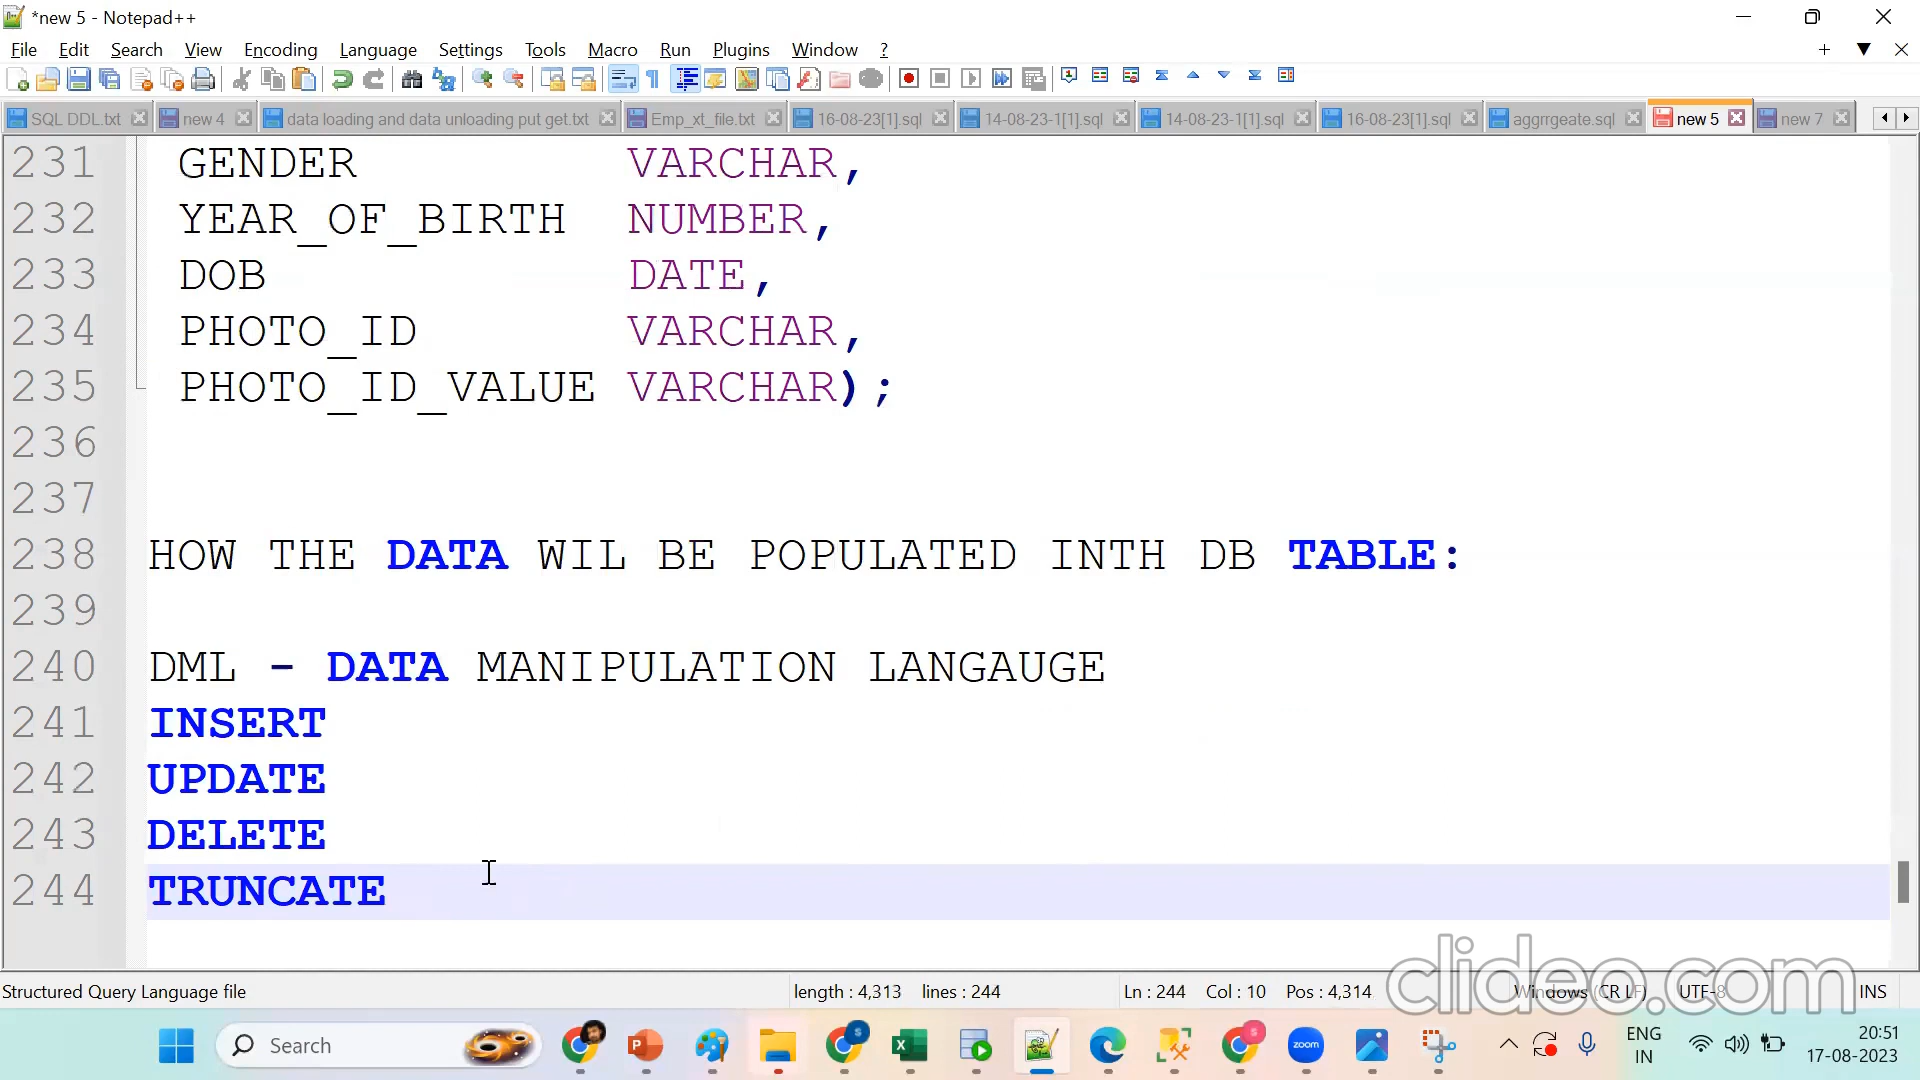 *new 5 - Notepad++
File Edit Search View Encoding Language Settings Tools Macro Run Plugins Window ?
SQL DDL.txt new 4 data loading and data unloading put get.txt Emp_xt_file.txt 16-08-23[1].sql 14-08-23-1[1].sql 14-08-23-1[1].sql 16-08-23[1].sql aggrrgeate.sql new 5 new 7
231 GENDER VARCHAR,
232 YEAR_OF_BIRTH NUMBER,
233 DOB DATE,
234 PHOTO_ID VARCHAR,
235 PHOTO_ID_VALUE VARCHAR);
236
237
238 HOW THE DATA WIL BE POPULATED INTH DB TABLE:
239
240 DML - DATA MANIPULATION LANGAUGE
241 INSERT
242 UPDATE
243 DELETE
244 TRUNCATE
clideo.com
Structured Query Language file length : 4,313 lines : 244 Ln : 244 Col : 10 Pos : 4,314 Windows (CR LF) UTF-8 INS
Search zoom ENG 20:51
IN 17-08-2023